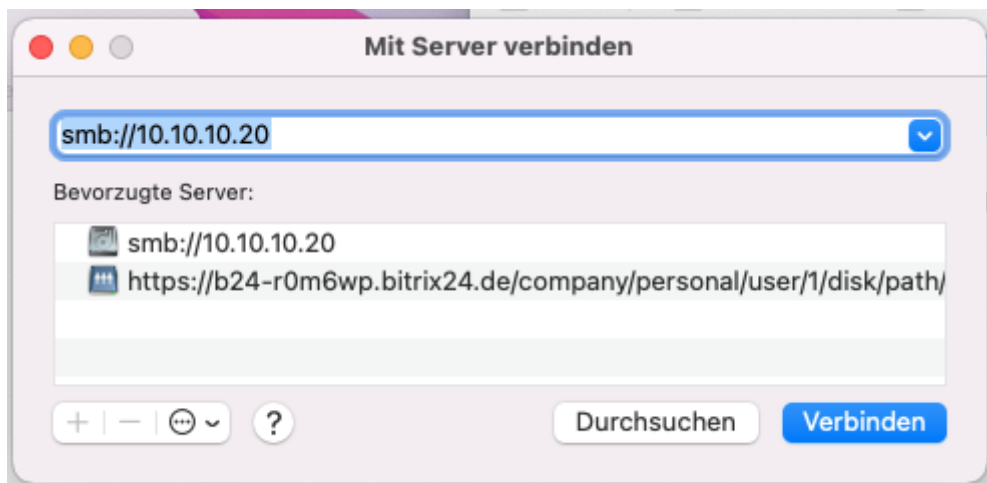 Mit Server verbinden
smb://10.10.10.20
Bevorzugte Server:
smb://10.10.10.20
https://b24-r0m6wp.bitrix24.de/company/personal/user/1/disk/path/
? Durchsuchen Verbinden